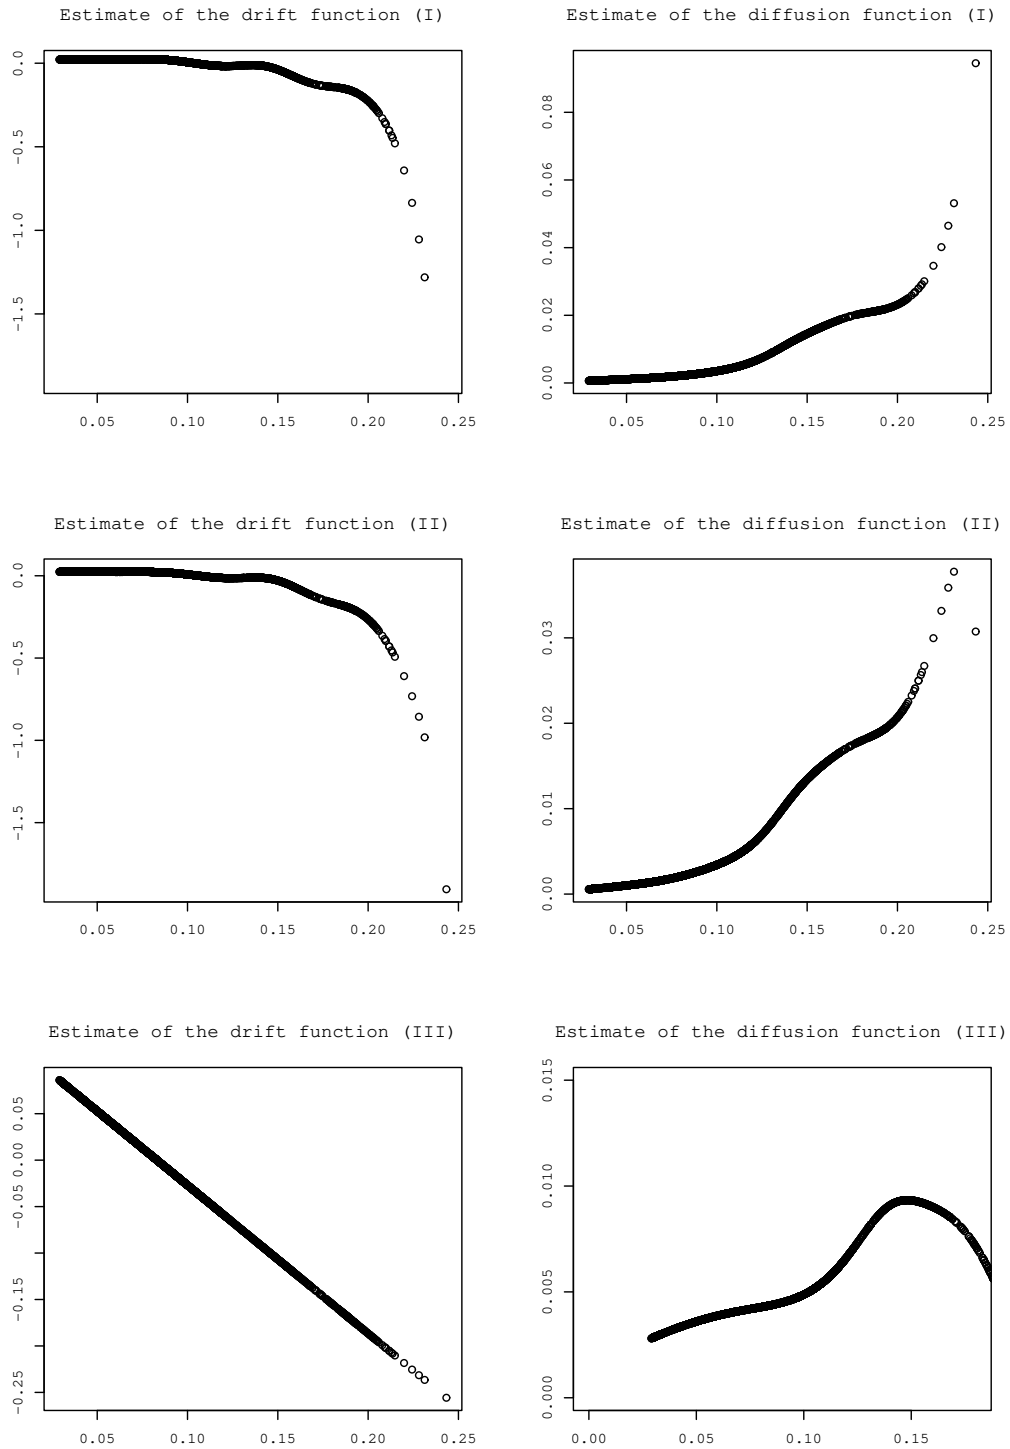 Estimate of the drift function (I)
0.0
-0.5
-1.0
-1.5
0.05 0.10 0.15 0.20 0.25
Estimate of the diffusion function (I)
0.08
0.06
0.04
0.02
0.00
0.05 0.10 0.15 0.20 0.25
Estimate of the drift function (II)
0.0
-0.5
-1.0
-1.5
0.05 0.10 0.15 0.20 0.25
Estimate of the diffusion function (II)
0.03
0.02
0.01
0.00
0.05 0.10 0.15 0.20 0.25
Estimate of the drift function (III)
0.05
0.00
-0.05
-0.15
-0.25
0.05 0.10 0.15 0.20 0.25
Estimate of the diffusion function (III)
0.015
0.010
0.005
0.000
0.00 0.05 0.10 0.15